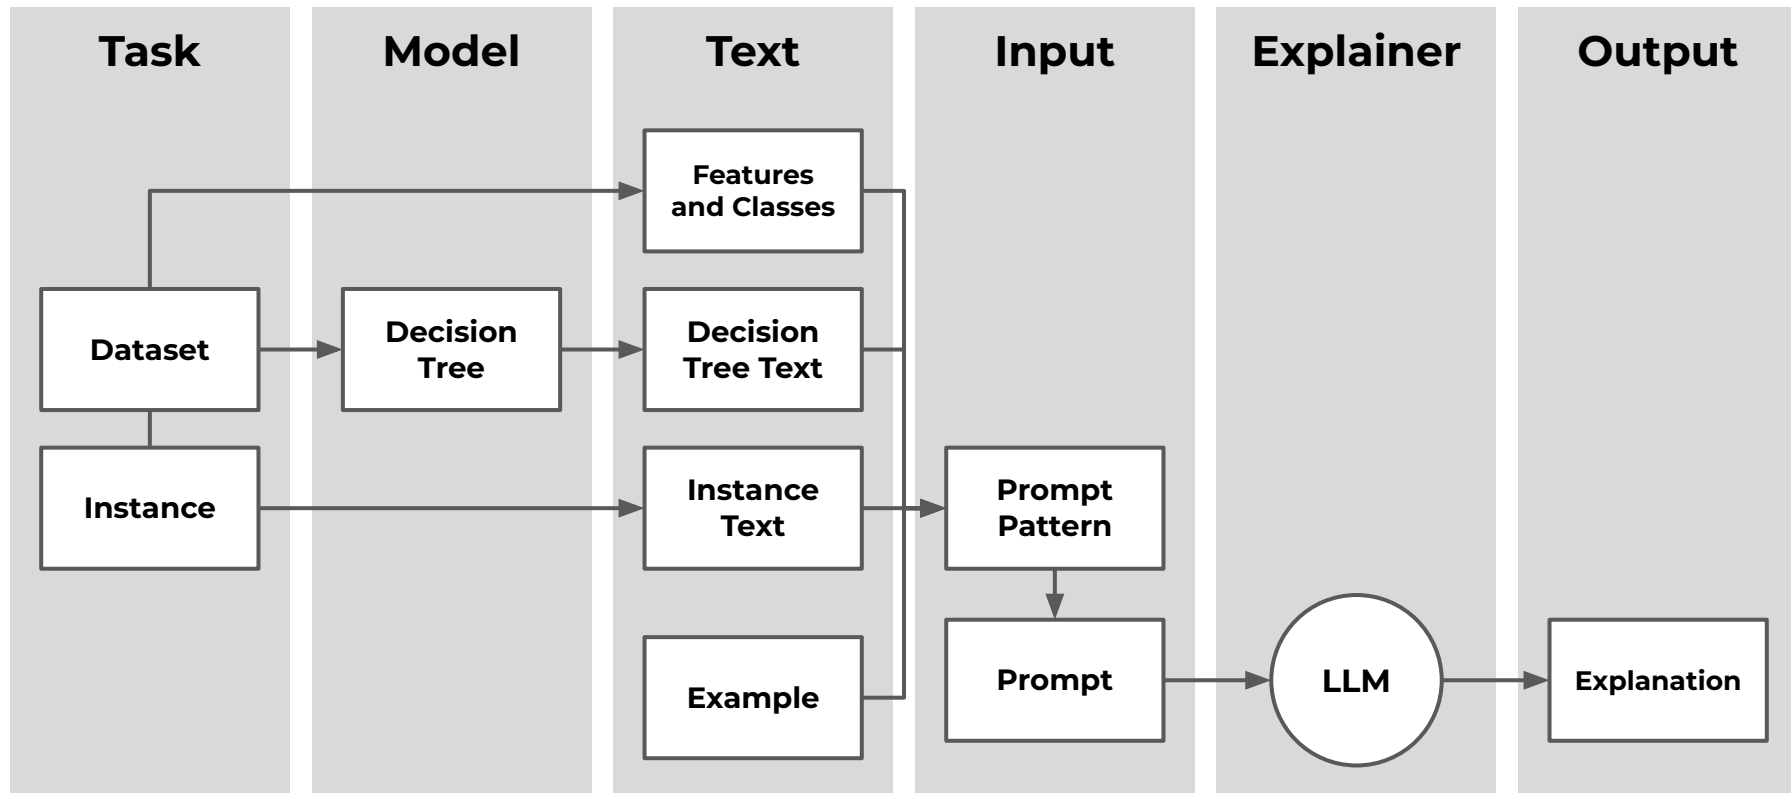 Task
Model
Text
Input
Explainer
Output
Features
and Classes
Dataset
Decision
Tree
Decision
Tree Text
Instance
Instance
Text
Prompt
Pattern
Example
Prompt
LLM
Explanation